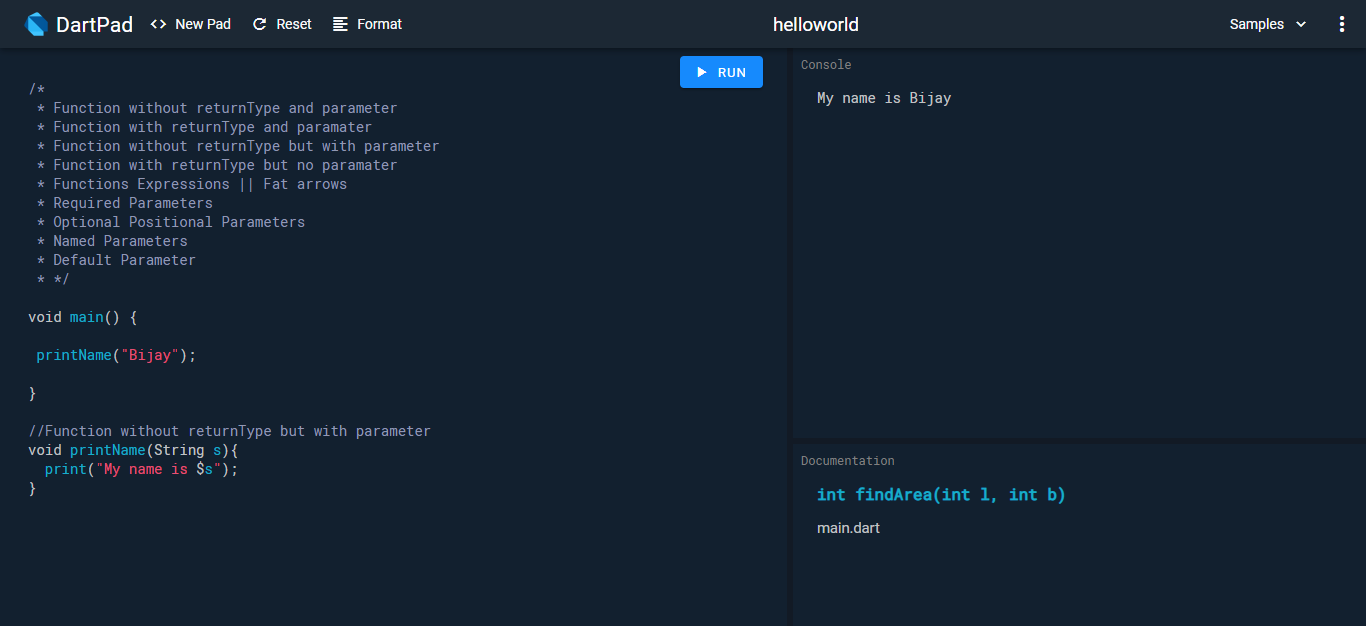 DartPad <> New Pad Reset Format helloworld Samples
RUN
/*
 * Function without returnType and parameter
 * Function with returnType and paramater
 * Function without returnType but with parameter
 * Function with returnType but no paramater
 * Functions Expressions || Fat arrows
 * Required Parameters
 * Optional Positional Parameters
 * Named Parameters
 * Default Parameter
 * */
void main() {
 printName("Bijay");
}
//Function without returnType but with parameter
void printName(String s){
  print("My name is $s");
}
Console
My name is Bijay
Documentation
int findArea(int l, int b)
main.dart